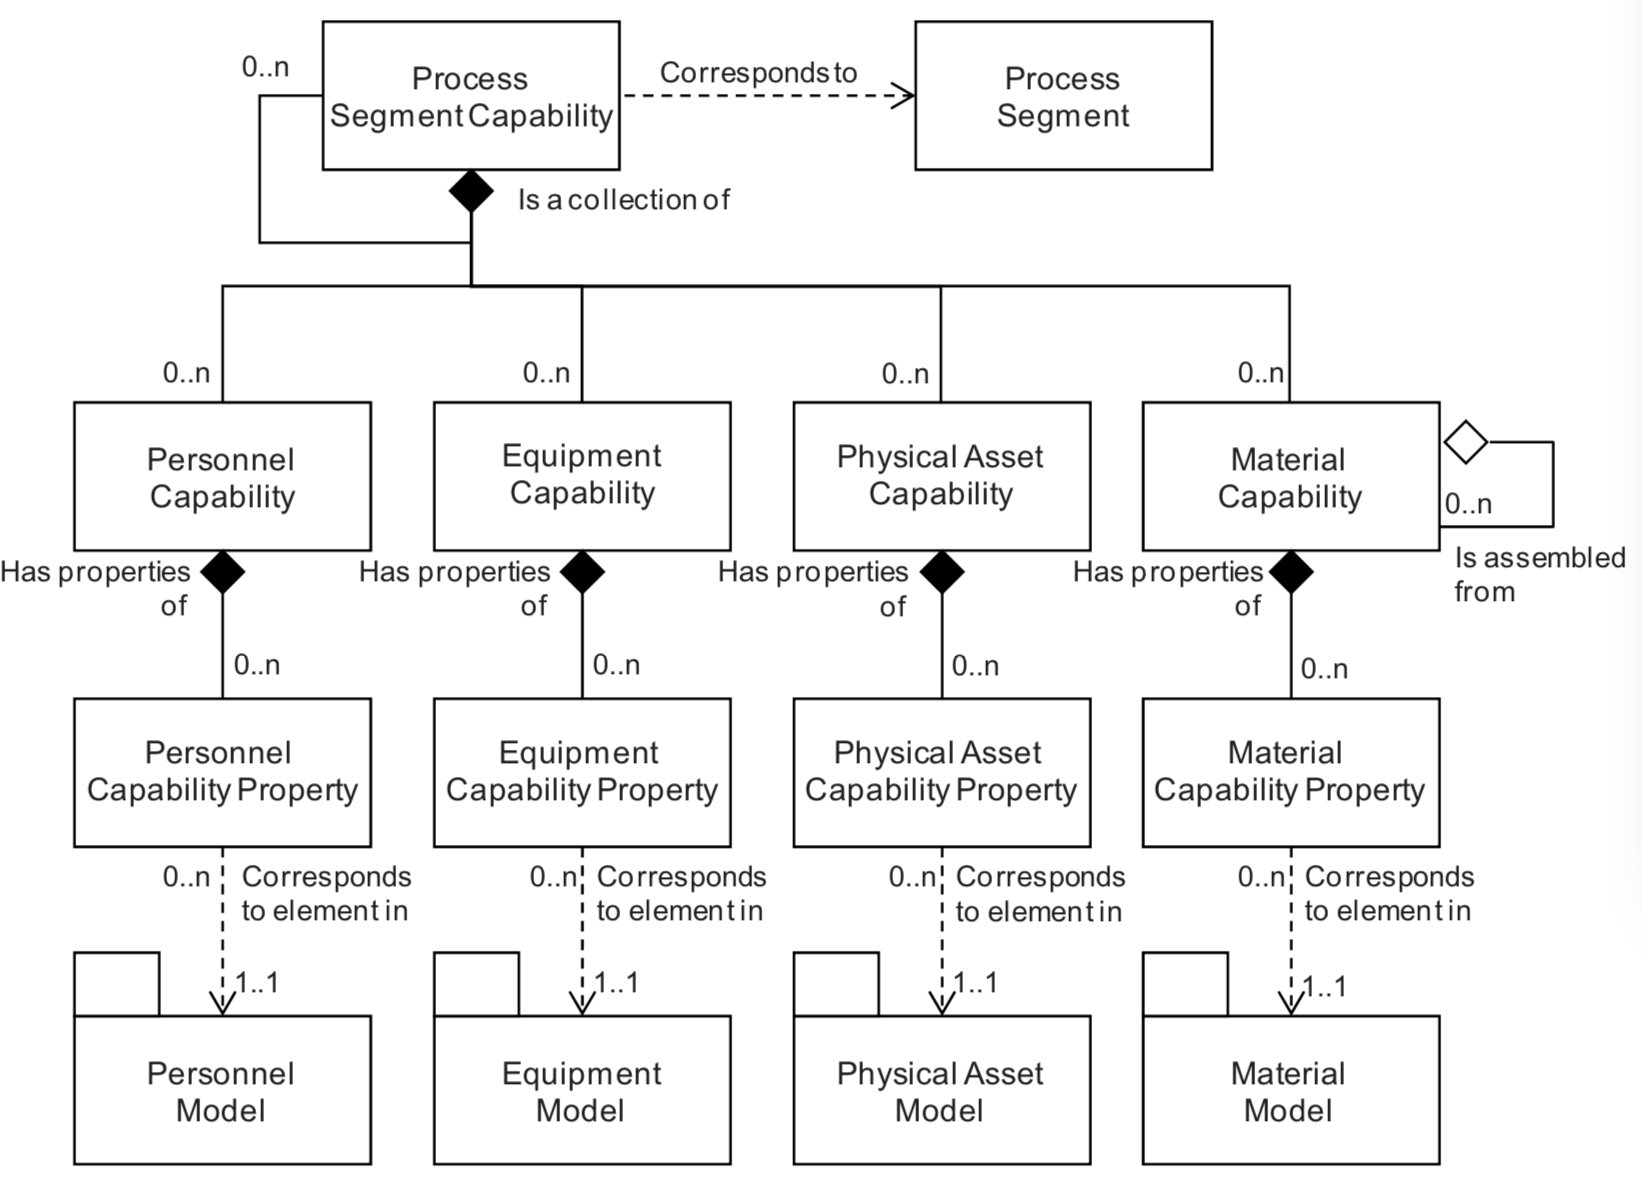 0..n
Process
Segment Capability
Corresponds to
Process
Segment
Is a collection of
0..n
0..n
0..n
0..n
Personnel
Capability
Equipment
Capability
Physical Asset
Capability
Material
Capability
0..n
Is assembled
from
Has properties
of
Has properties
of
Has properties
of
Has properties
of
0..n
0..n
0..n
0..n
Personnel
Capability Property
Equipment
Capability Property
Physical Asset
Capability Property
Material
Capability Property
0..n
Corresponds
to element in
0..n
Corresponds
to element in
0..n
Corresponds
to element in
0..n
Corresponds
to element in
1..1
1..1
1..1
1..1
Personnel
Model
Equipment
Model
Physical Asset
Model
Material
Model